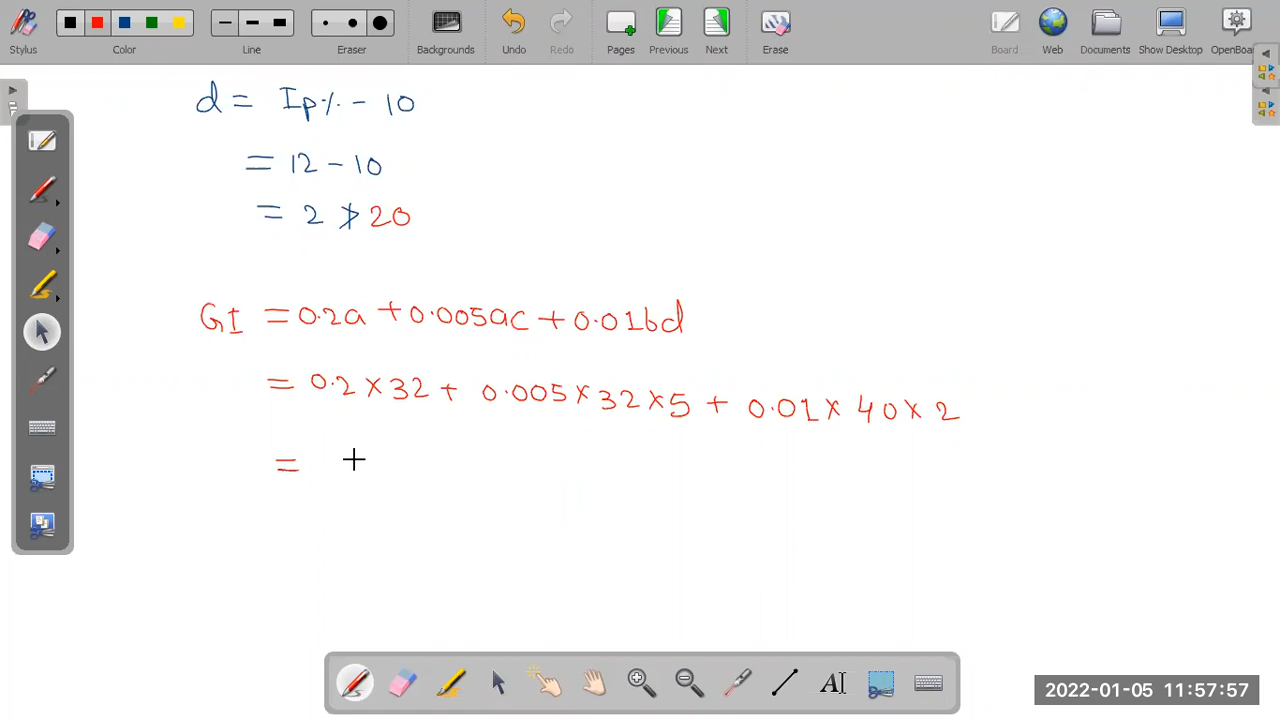 Stylus Color Line Eraser Backgrounds Undo Redo Pages Previous Next Erase Board Web Documents Show Desktop OpenBoard
d = Ip% - 10
= 12 - 10
= 2 ≯ 20
GI = 0.2a + 0.005ac + 0.01bd
= 0.2 × 32 + 0.005 × 32 × 5 + 0.01 × 40 × 2
=
2022-01-05 11:57:57